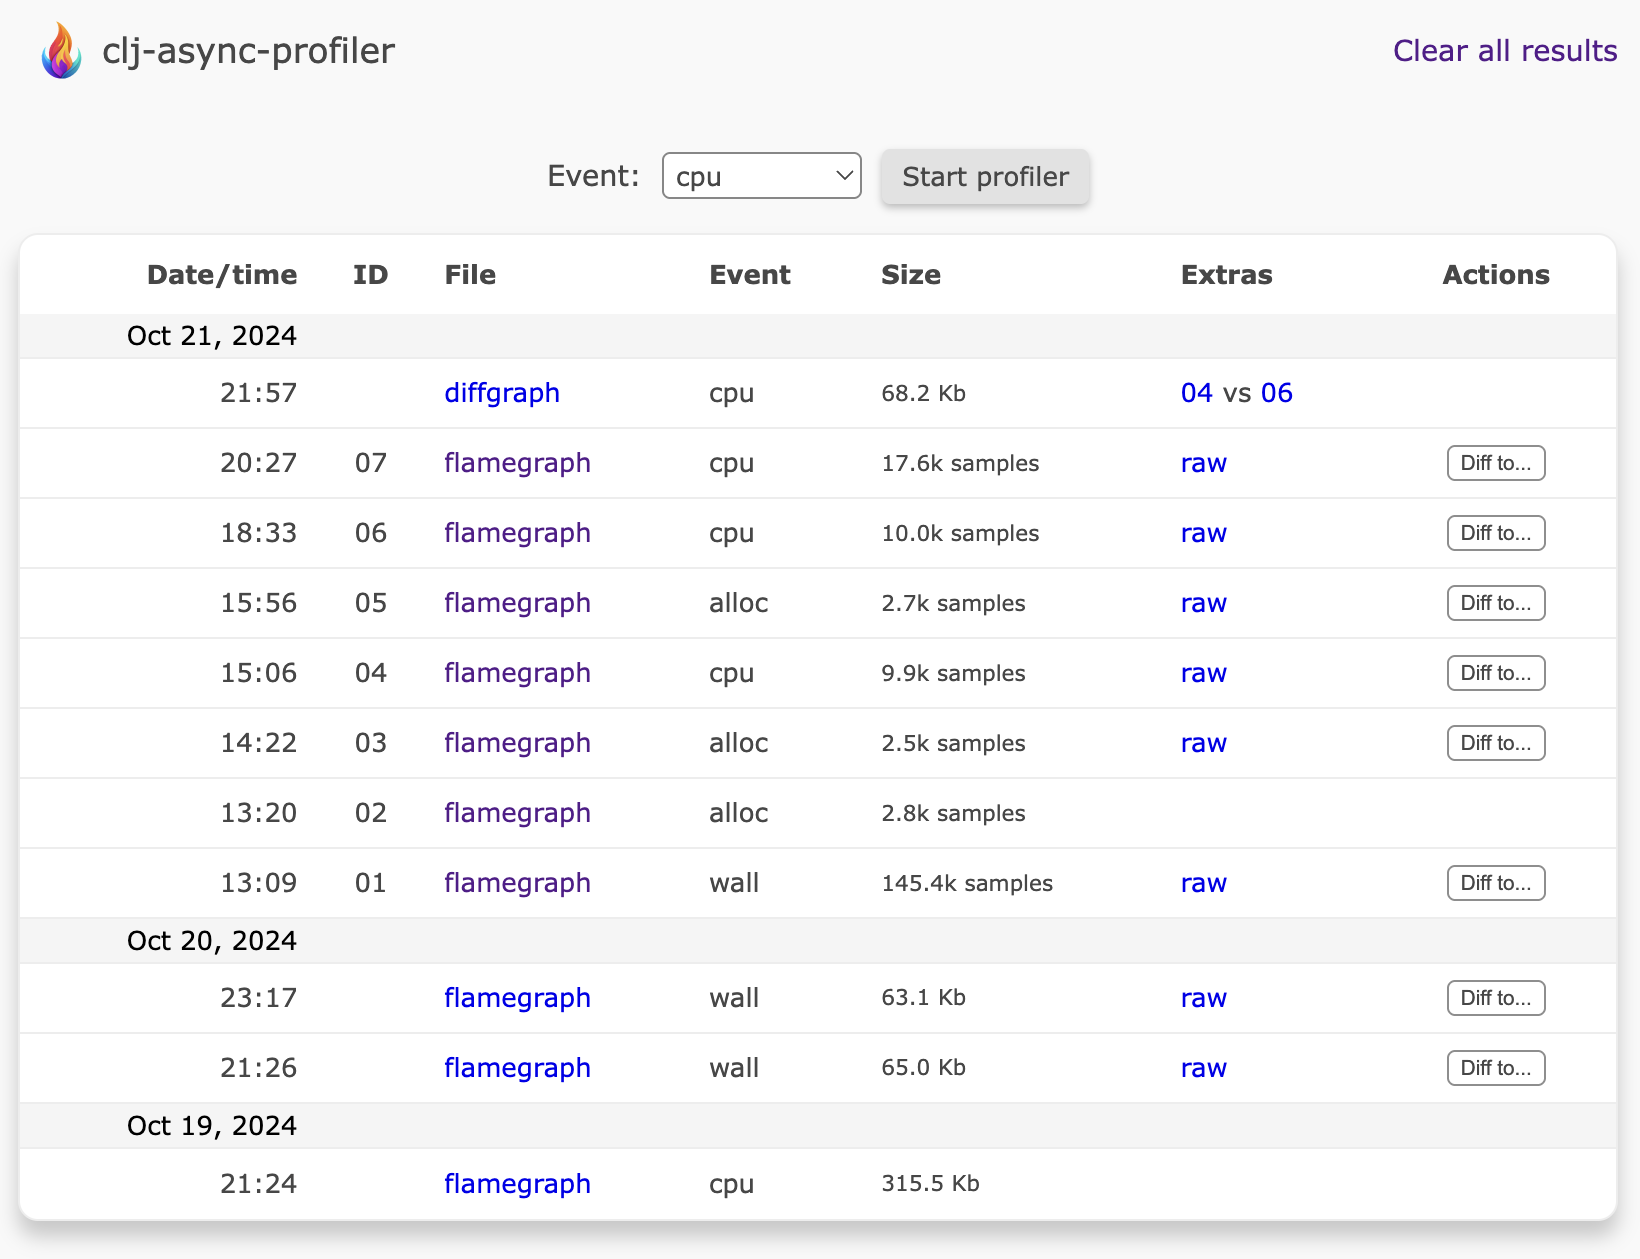 clj-async-profiler
Clear all results
Event: cpu Start profiler
Date/time ID File Event Size Extras Actions
Oct 21, 2024
21:57 diffgraph cpu 68.2 Kb 04 vs 06
20:27 07 flamegraph cpu 17.6k samples raw Diff to...
18:33 06 flamegraph cpu 10.0k samples raw Diff to...
15:56 05 flamegraph alloc 2.7k samples raw Diff to...
15:06 04 flamegraph cpu 9.9k samples raw Diff to...
14:22 03 flamegraph alloc 2.5k samples raw Diff to...
13:20 02 flamegraph alloc 2.8k samples
13:09 01 flamegraph wall 145.4k samples raw Diff to...
Oct 20, 2024
23:17 flamegraph wall 63.1 Kb raw Diff to...
21:26 flamegraph wall 65.0 Kb raw Diff to...
Oct 19, 2024
21:24 flamegraph cpu 315.5 Kb